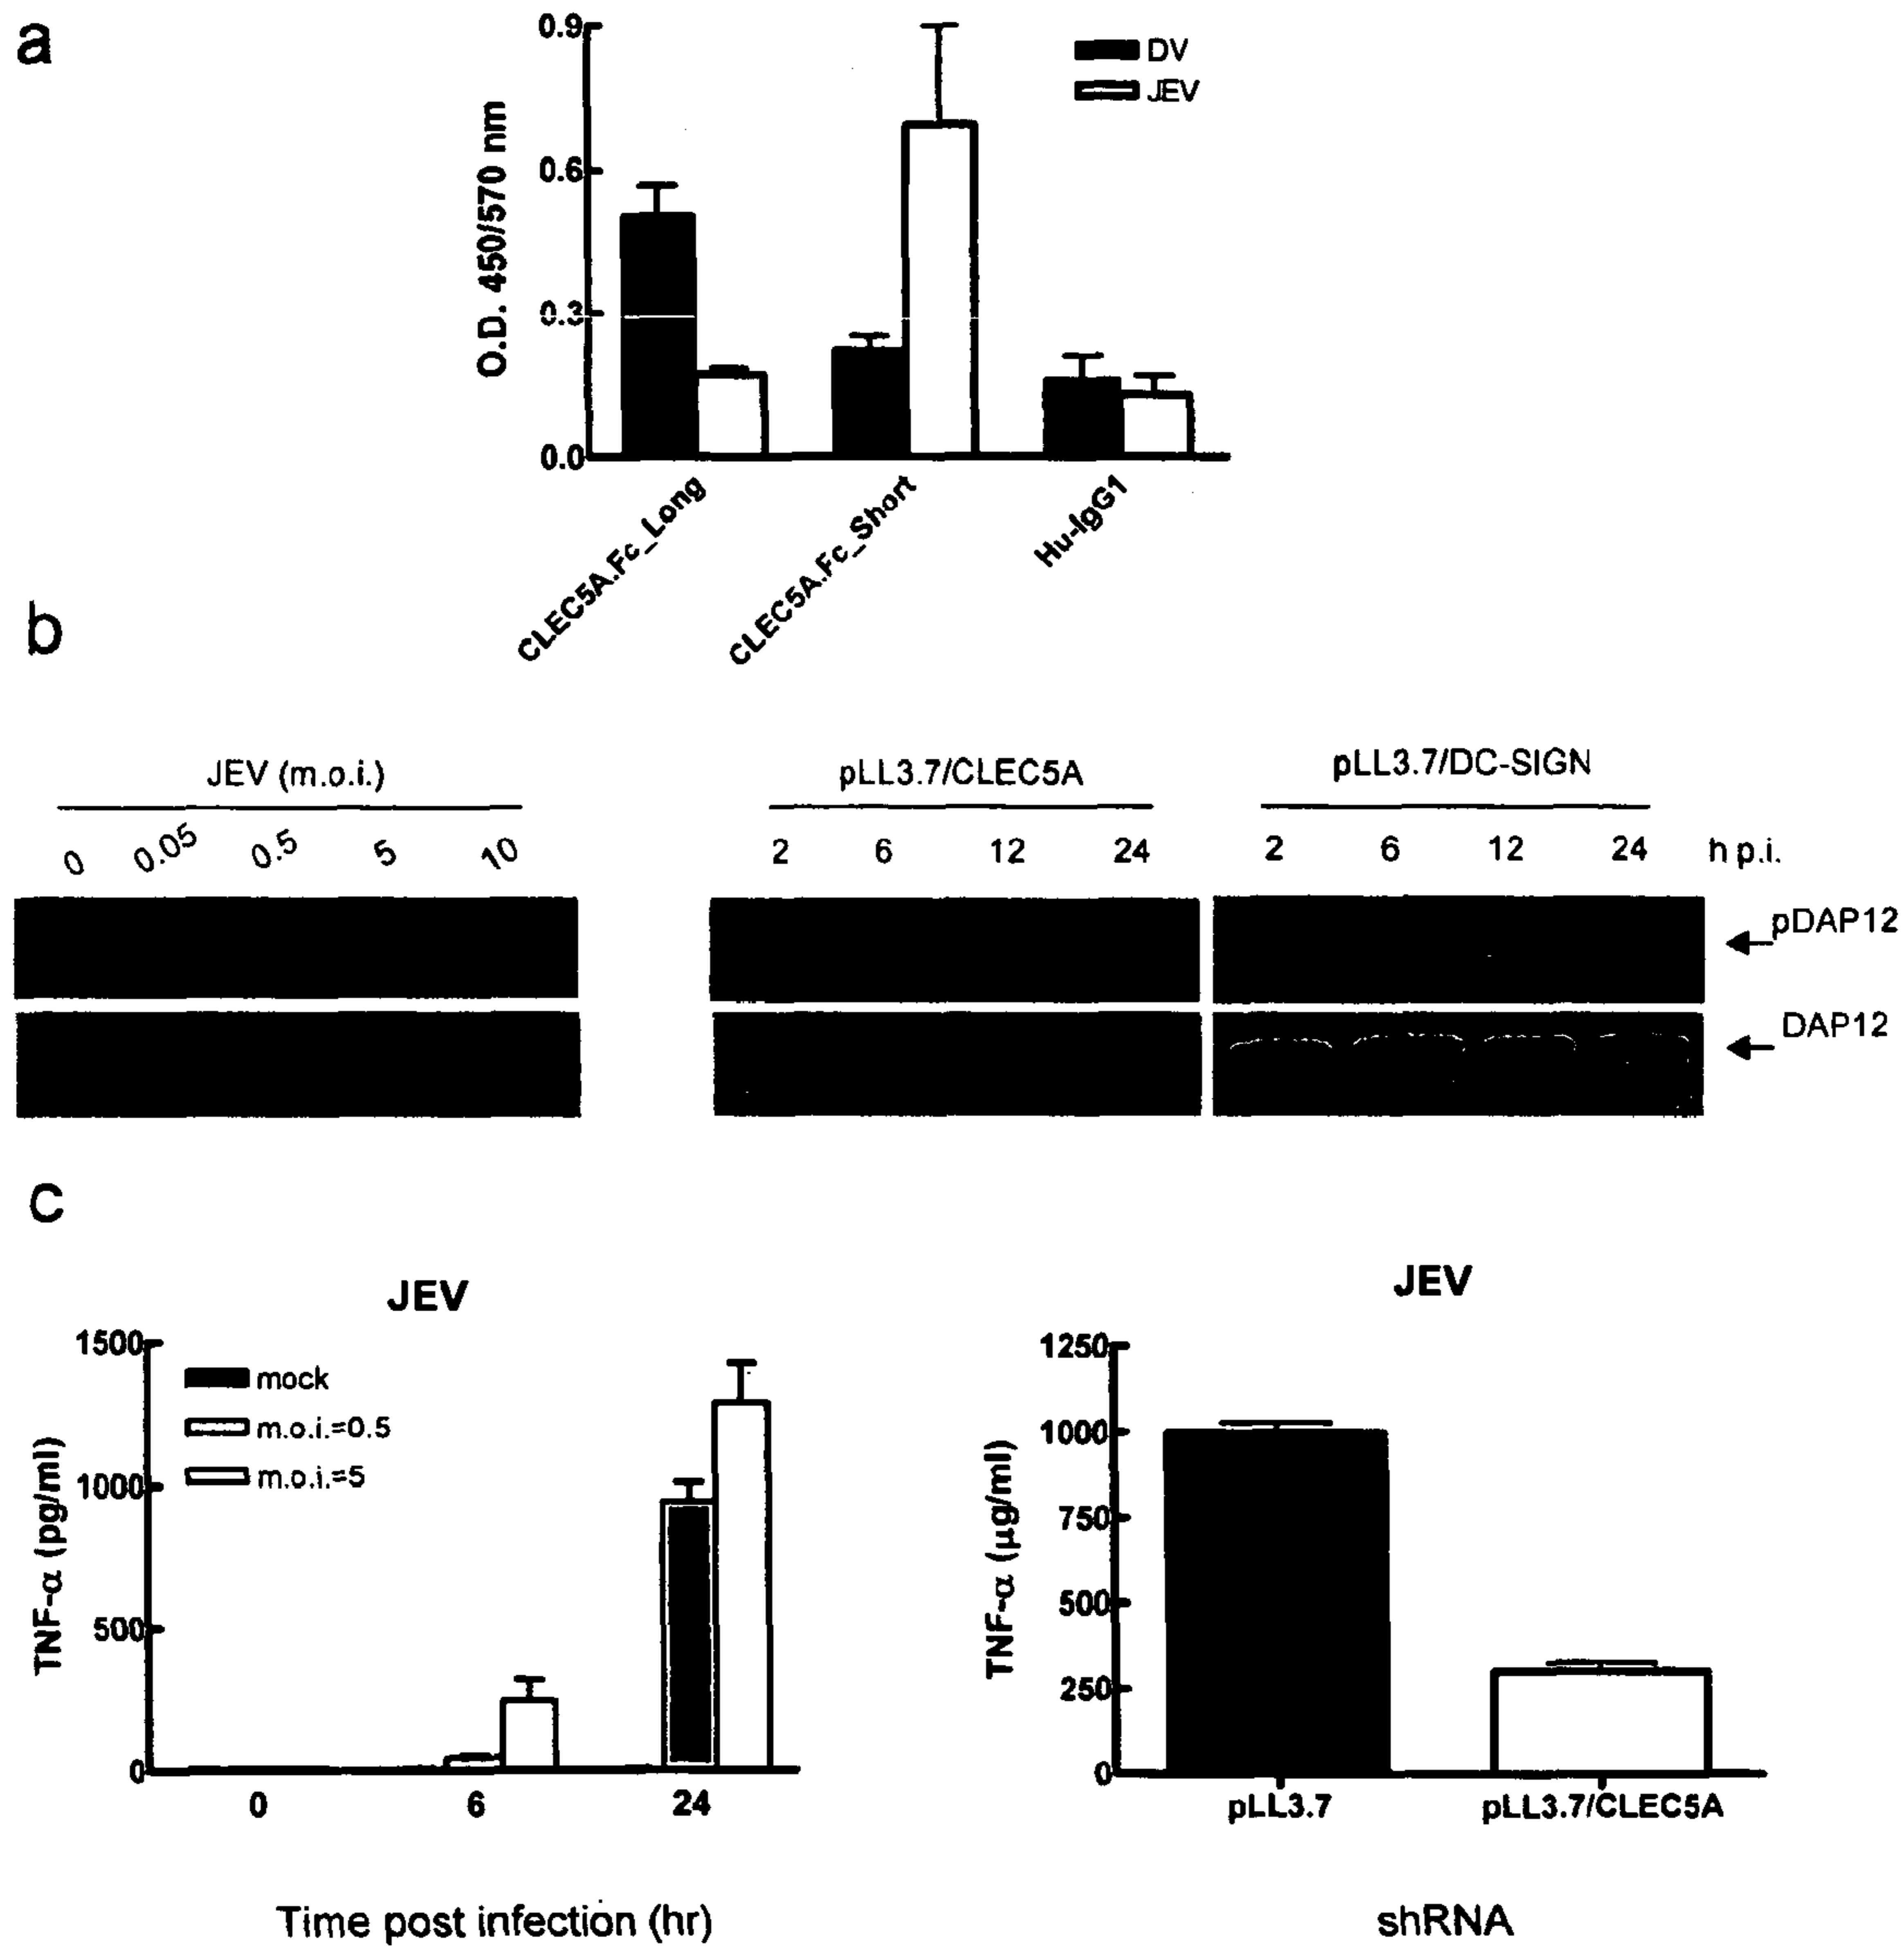 a
0.9
0.6
0.3
0.0
O.D. 450/570 nm
DV
JEV
CLEC5A.Fc_Long
CLEC5A.Fc_Short
Hu-IgG1
b
JEV (m.o.i.)
0 0.05 0.5 5 10
pLL3.7/CLEC5A
2 6 12 24
pLL3.7/DC-SIGN
2 6 12 24 h p.i.
pDAP12
DAP12
c
JEV
1500
1000
500
0
TNF-α (pg/ml)
mock
m.o.i.=0.5
m.o.i.=5
0 6 24
Time post infection (hr)
JEV
1250
1000
750
500
250
0
TNF-α (µg/ml)
pLL3.7 pLL3.7/CLEC5A
shRNA